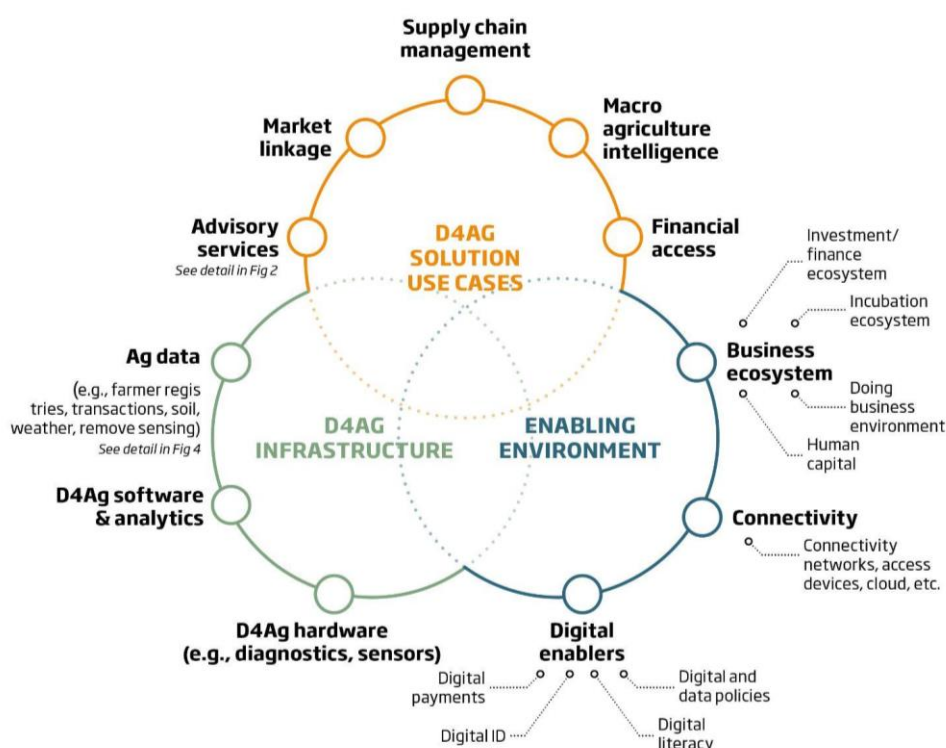 Supply chain
management
Market
linkage
Macro
agriculture
intelligence
Advisory
services
See detail in Fig 2
D4AG
SOLUTION
USE CASES
Financial
access
Investment/
finance
ecosystem
Incubation
ecosystem
Ag data
(e.g., farmer regis
tries, transactions, soil,
weather, remove sensing)
See detail in Fig 4
Business
ecosystem
Doing
business
environment
Human
capital
D4AG
INFRASTRUCTURE
ENABLING
ENVIRONMENT
D4Ag software
& analytics
Connectivity
Connectivity
networks, access
devices, cloud, etc.
D4Ag hardware
(e.g., diagnostics, sensors)
Digital
enablers
Digital
payments
Digital ID
Digital
literacy
Digital and
data policies